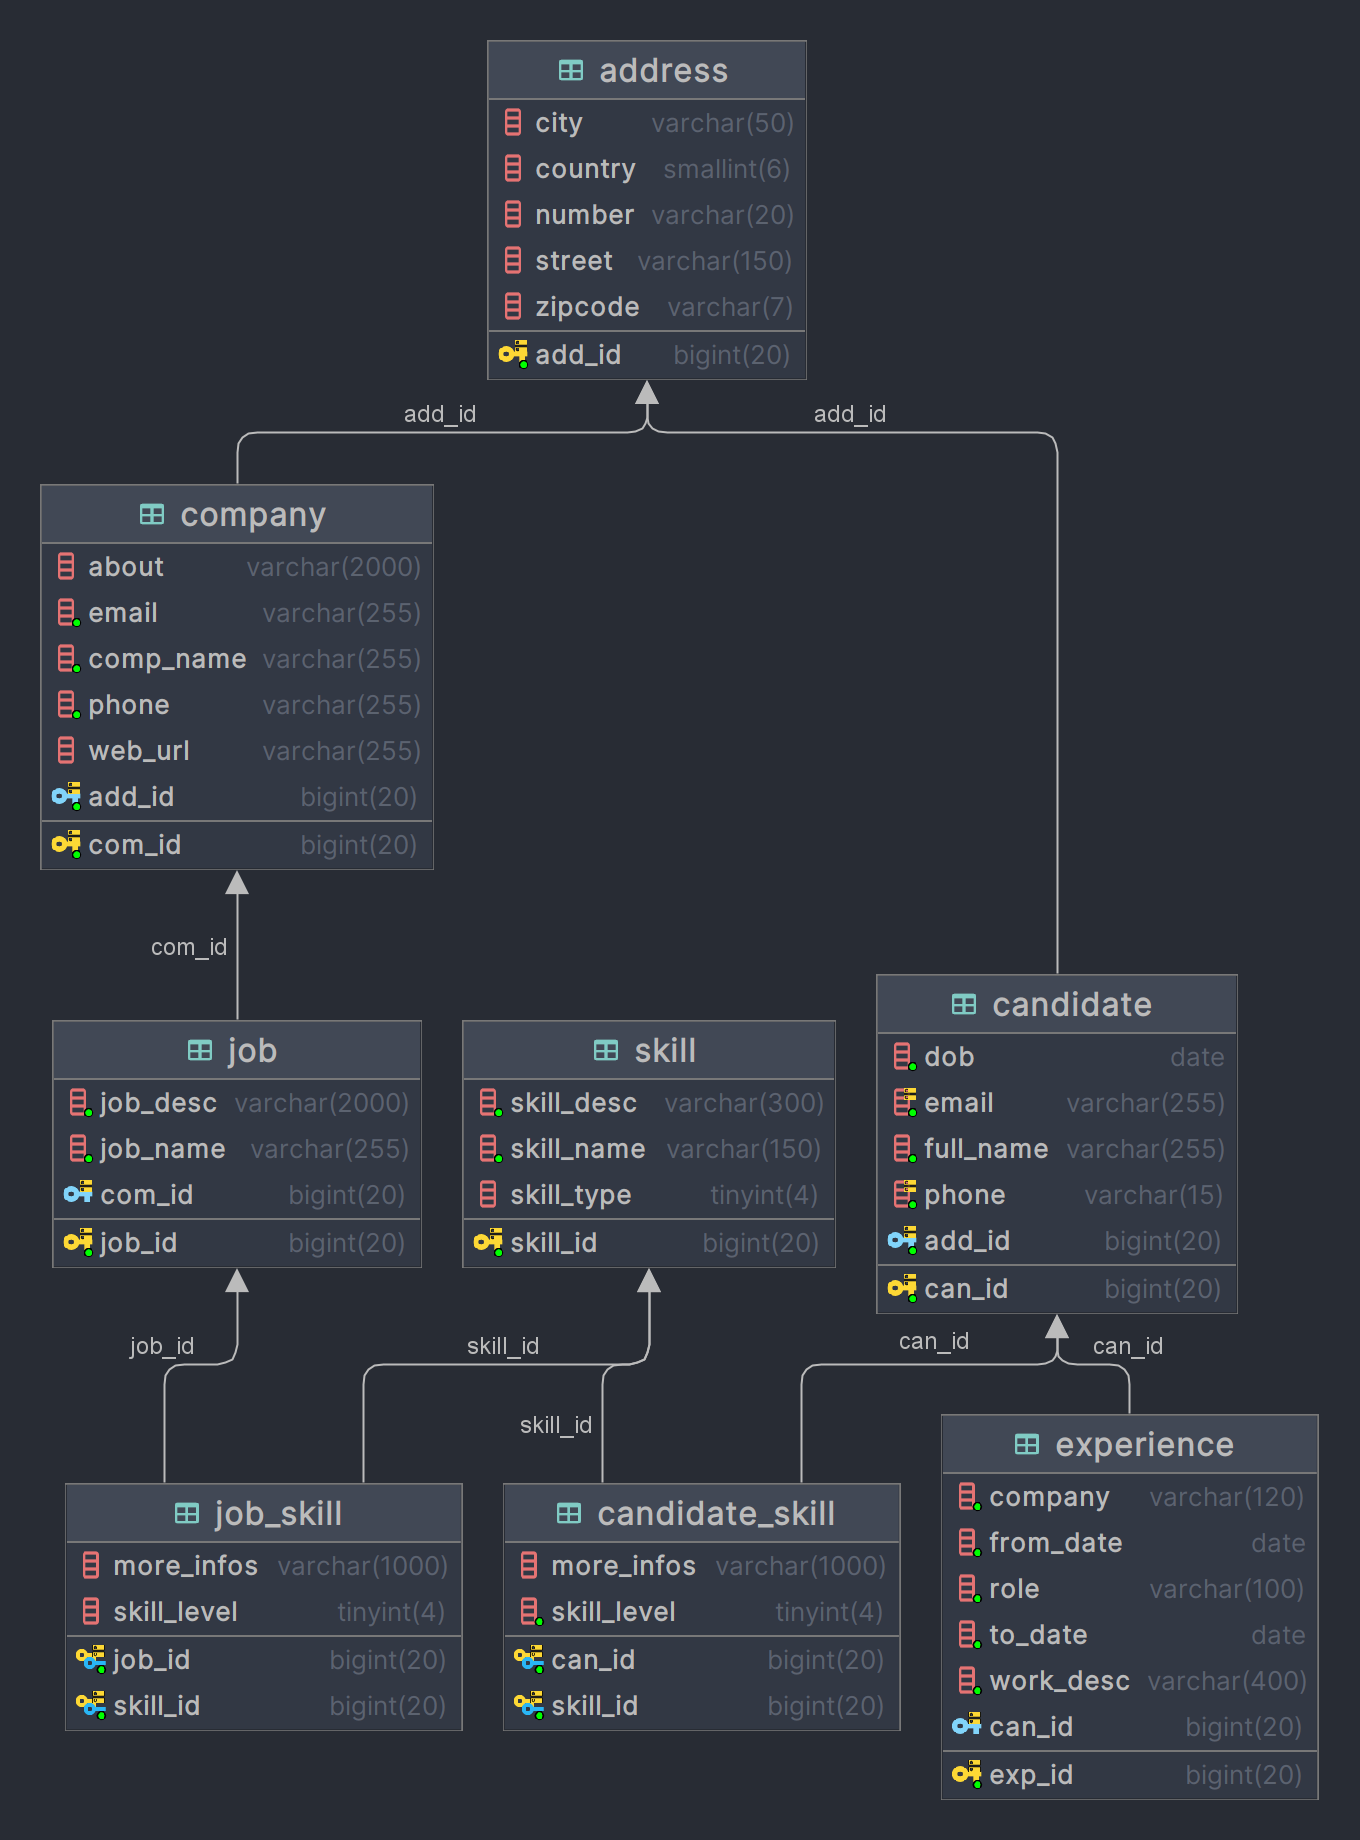 address
city varchar(50)
country smallint(6)
number varchar(20)
street varchar(150)
zipcode varchar(7)
add_id bigint(20)
add_id
add_id
company
about varchar(2000)
email varchar(255)
comp_name varchar(255)
phone varchar(255)
web_url varchar(255)
add_id bigint(20)
com_id bigint(20)
com_id
job
job_desc varchar(2000)
job_name varchar(255)
com_id bigint(20)
job_id bigint(20)
skill
skill_desc varchar(300)
skill_name varchar(150)
skill_type tinyint(4)
skill_id bigint(20)
candidate
dob date
email varchar(255)
full_name varchar(255)
phone varchar(15)
add_id bigint(20)
can_id bigint(20)
job_id
skill_id
skill_id
can_id
can_id
job_skill
more_infos varchar(1000)
skill_level tinyint(4)
job_id bigint(20)
skill_id bigint(20)
candidate_skill
more_infos varchar(1000)
skill_level tinyint(4)
can_id bigint(20)
skill_id bigint(20)
experience
company varchar(120)
from_date date
role varchar(100)
to_date date
work_desc varchar(400)
can_id bigint(20)
exp_id bigint(20)